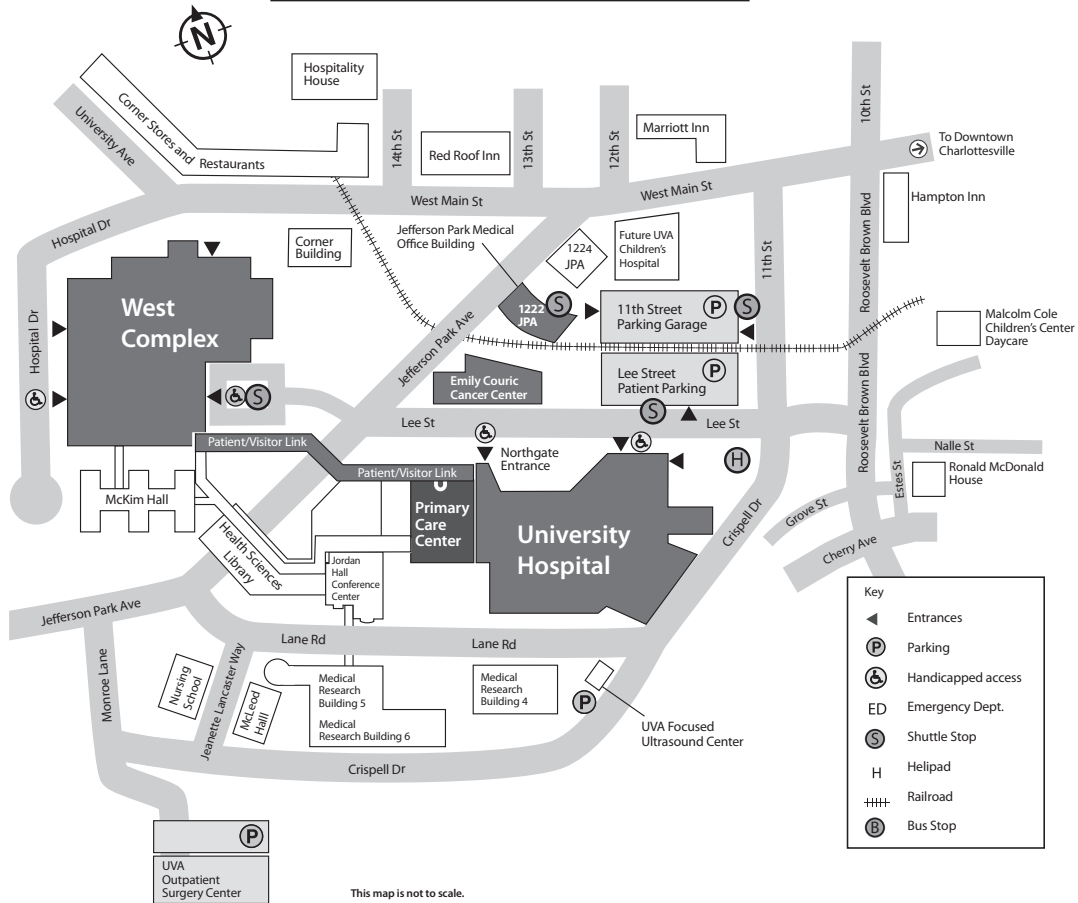 N
Hospitality
House
Corner Stores and
Restaurants
University Ave
14th St
Red Roof Inn
13th St
12th St
Marriott Inn
10th St
To Downtown
Charlottesville
West Main St
West Main St
Hospital Dr
Hampton Inn
Roosevelt Brown Blvd
Jefferson Park Medical
Office Building
Corner
Building
1224
JPA
Future UVA
Children's
Hospital
11th St
West
Complex
Hospital Dr
1222
JPA
S
11th Street
Parking Garage
P
S
Malcolm Cole
Children's Center
Daycare
Jefferson Park Ave
Emily Couric
Cancer Center
Lee Street
Patient Parking
P
Roosevelt Brown Blvd
S
S
Lee St
Lee St
Patient/Visitor Link
Patient/Visitor Link
Northgate
Entrance
H
Nalle St
Estes St
Ronald McDonald
House
McKim Hall
Primary
Care
Center
University
Hospital
Crispell Dr
Grove St
Cherry Ave
Health Sciences
Library
Jordan
Hall
Conference
Center
Jefferson Park Ave
Lane Rd
Lane Rd
Monroe Lane
Nursing
School
Jeanette Lancaster Way
McLeod
Halll
Medical
Research
Building 5
Medical
Research Building 6
Medical
Research
Building 4
P
UVA Focused
Ultrasound Center
Crispell Dr
P
UVA
Outpatient
Surgery Center
This map is not to scale.
Key
Entrances
P Parking
Handicapped access
ED Emergency Dept.
S Shuttle Stop
H Helipad
Railroad
B Bus Stop